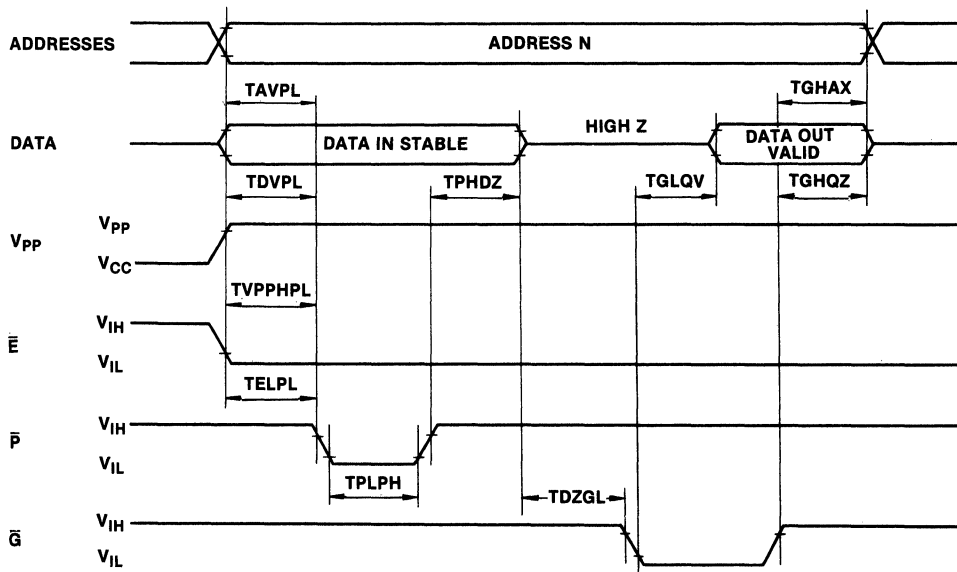 ADDRESSES
ADDRESS N
TAVPL
TGHAX
DATA
DATA IN STABLE
HIGH Z
DATA OUT
VALID
TDVPL
TPHDZ
TGLQV
TGHQZ
VPP
VPP
VCC
TVPPHPL
E̅
VIH
VIL
TELPL
P̅
VIH
VIL
TPLPH
TDZGL
G̅
VIH
VIL